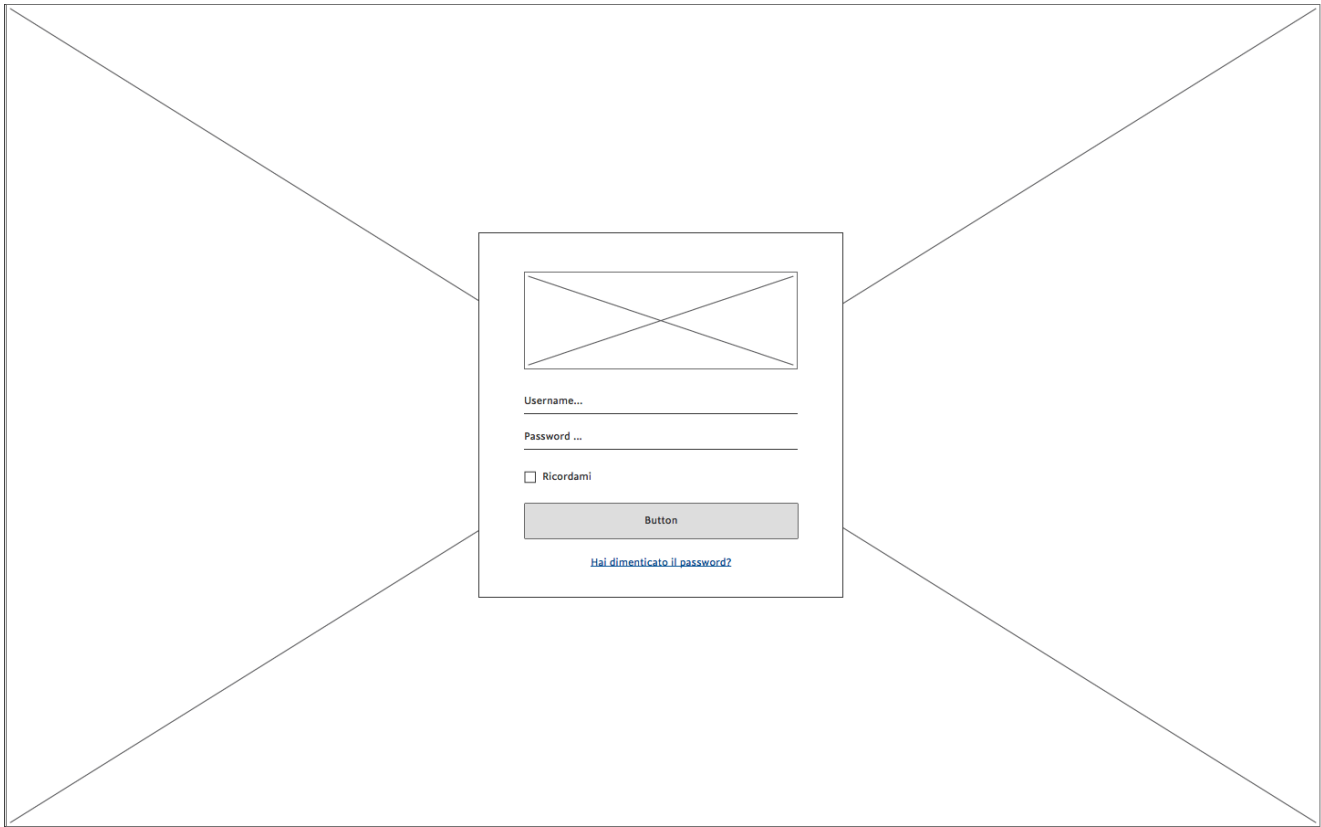 Username...
Password ...
Ricordami
Button
Hai dimenticato il password?